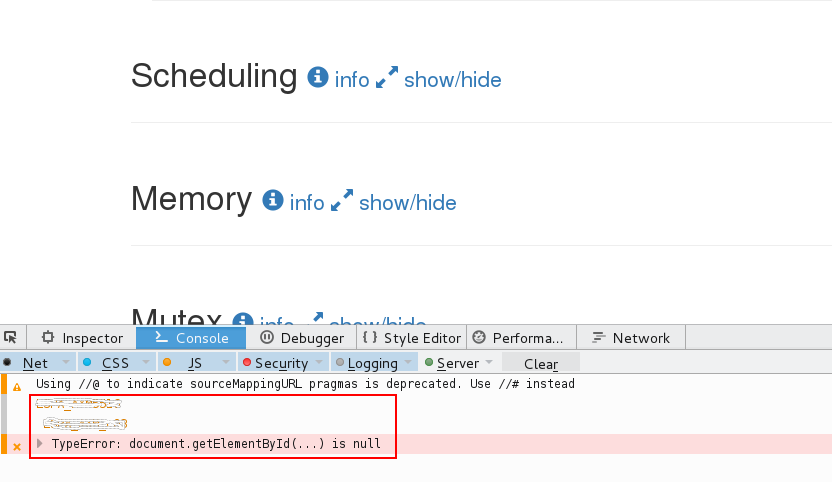 Scheduling info show/hide
Memory info show/hide
Mutex info show/hide
Inspector Console Debugger { } Style Editor Performa... Network
Net CSS JS Security Logging Server Clear
Using //@ to indicate sourceMappingURL pragmas is deprecated. Use //# instead
TypeError: document.getElementById(...) is null